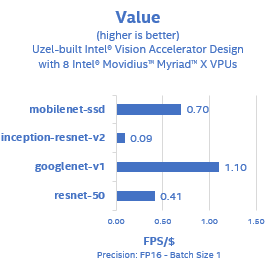 Value
(higher is better)
Uzel-built Intel® Vision Accelerator Design
with 8 Intel® Movidius™ Myriad™ X VPUs
mobilenet-ssd 0.70
inception-resnet-v2 0.09
googlenet-v1 1.10
resnet-50 0.41
0.00 0.50 1.00 1.50
FPS/$
Precision: FP16 - Batch Size 1